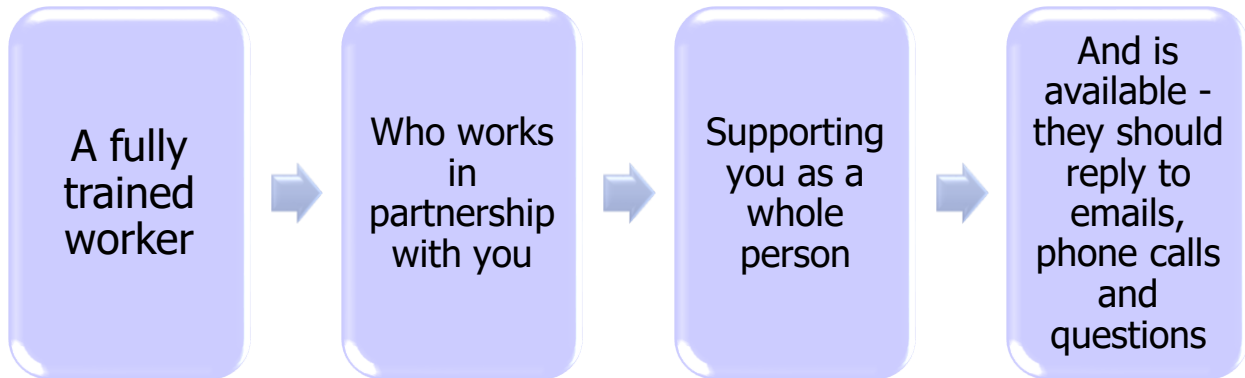 A fully
trained
worker
Who works
in
partnership
with you
Supporting
you as a
whole
person
And is
available -
they should
reply to
emails,
phone calls
and
questions